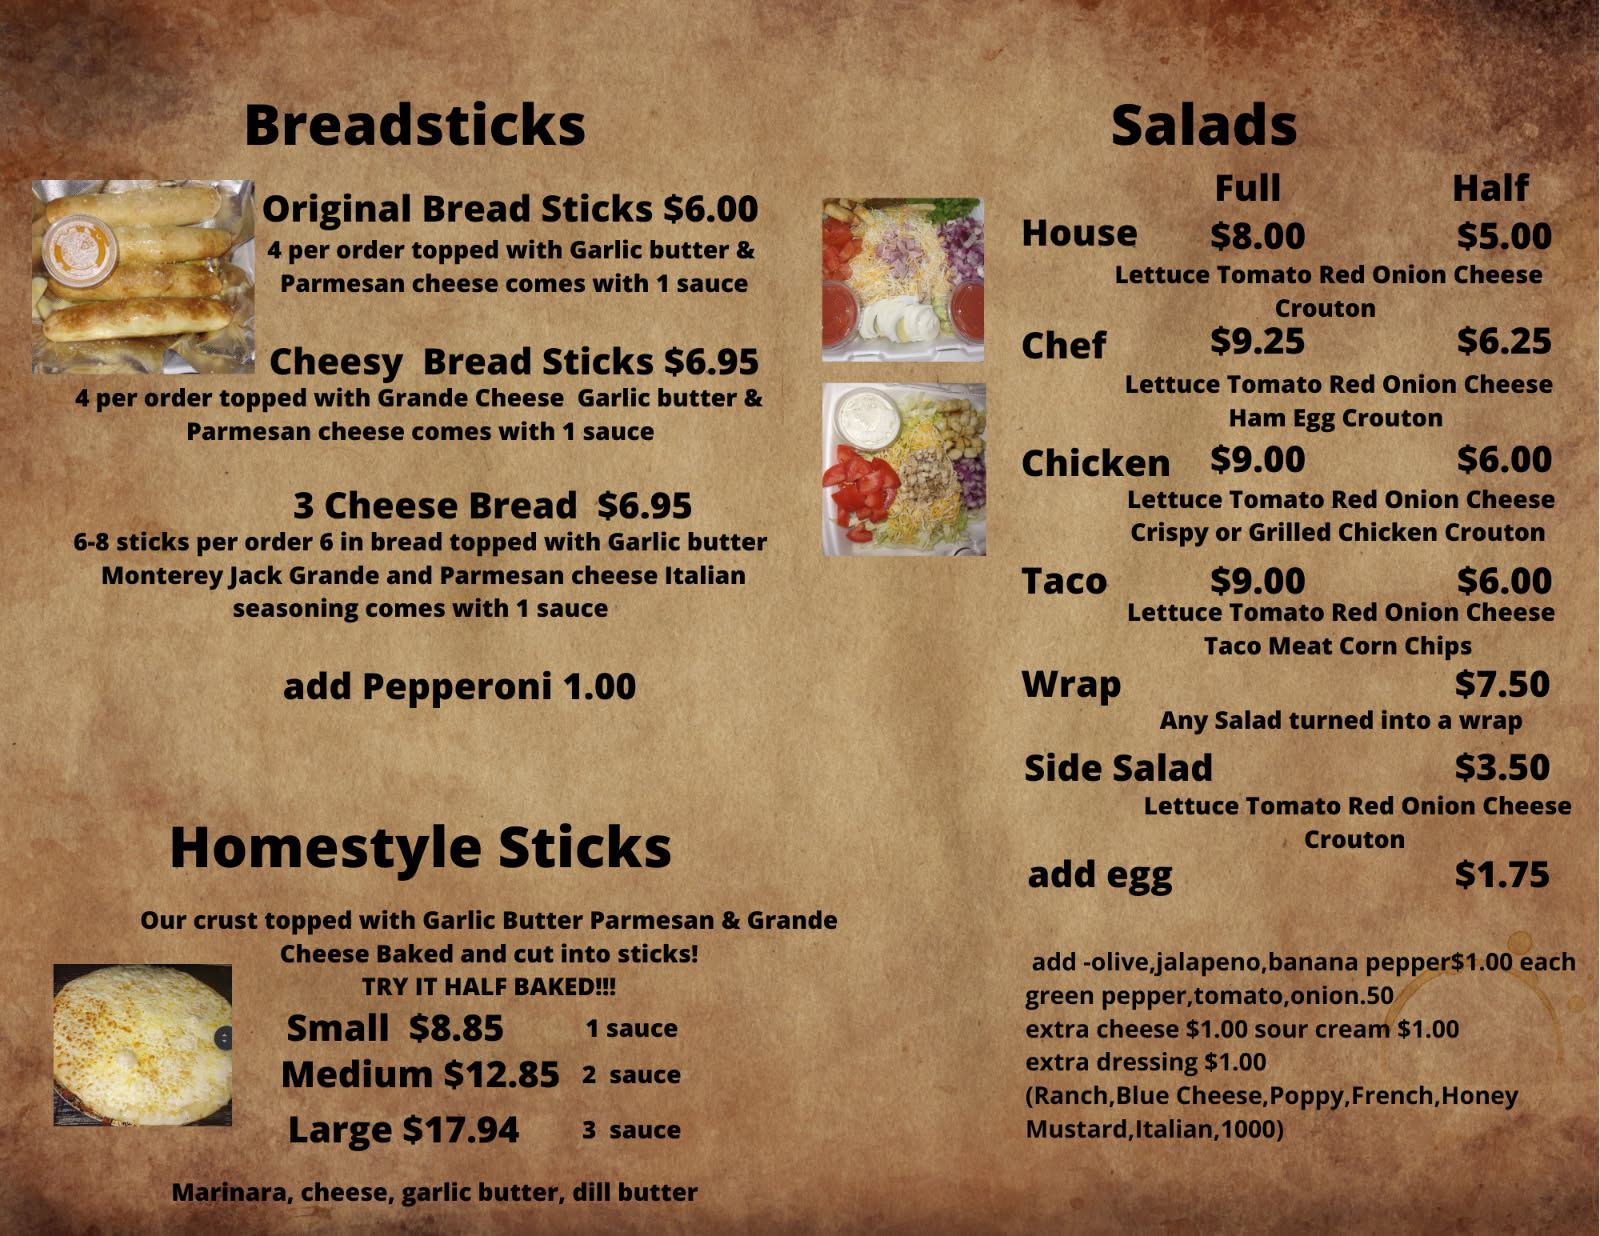 Breadsticks
Original Bread Sticks $6.00
4 per order topped with Garlic butter &
Parmesan cheese comes with 1 sauce
Cheesy Bread Sticks $6.95
4 per order topped with Grande Cheese Garlic butter &
Parmesan cheese comes with 1 sauce
3 Cheese Bread $6.95
6-8 sticks per order 6 in bread topped with Garlic butter
Monterey Jack Grande and Parmesan cheese Italian
seasoning comes with 1 sauce
add Pepperoni 1.00
Homestyle Sticks
Our crust topped with Garlic Butter Parmesan & Grande
Cheese Baked and cut into sticks!
TRY IT HALF BAKED!!!
Small $8.85 1 sauce
Medium $12.85 2 sauce
Large $17.94 3 sauce
Marinara, cheese, garlic butter, dill butter
Salads
Full Half
House $8.00 $5.00
Lettuce Tomato Red Onion Cheese
Crouton
Chef $9.25 $6.25
Lettuce Tomato Red Onion Cheese
Ham Egg Crouton
Chicken $9.00 $6.00
Lettuce Tomato Red Onion Cheese
Crispy or Grilled Chicken Crouton
Taco $9.00 $6.00
Lettuce Tomato Red Onion Cheese
Taco Meat Corn Chips
Wrap $7.50
Any Salad turned into a wrap
Side Salad $3.50
Lettuce Tomato Red Onion Cheese
Crouton
add egg $1.75
add -olive,jalapeno,banana pepper$1.00 each
green pepper,tomato,onion.50
extra cheese $1.00 sour cream $1.00
extra dressing $1.00
(Ranch,Blue Cheese,Poppy,French,Honey
Mustard,Italian,1000)